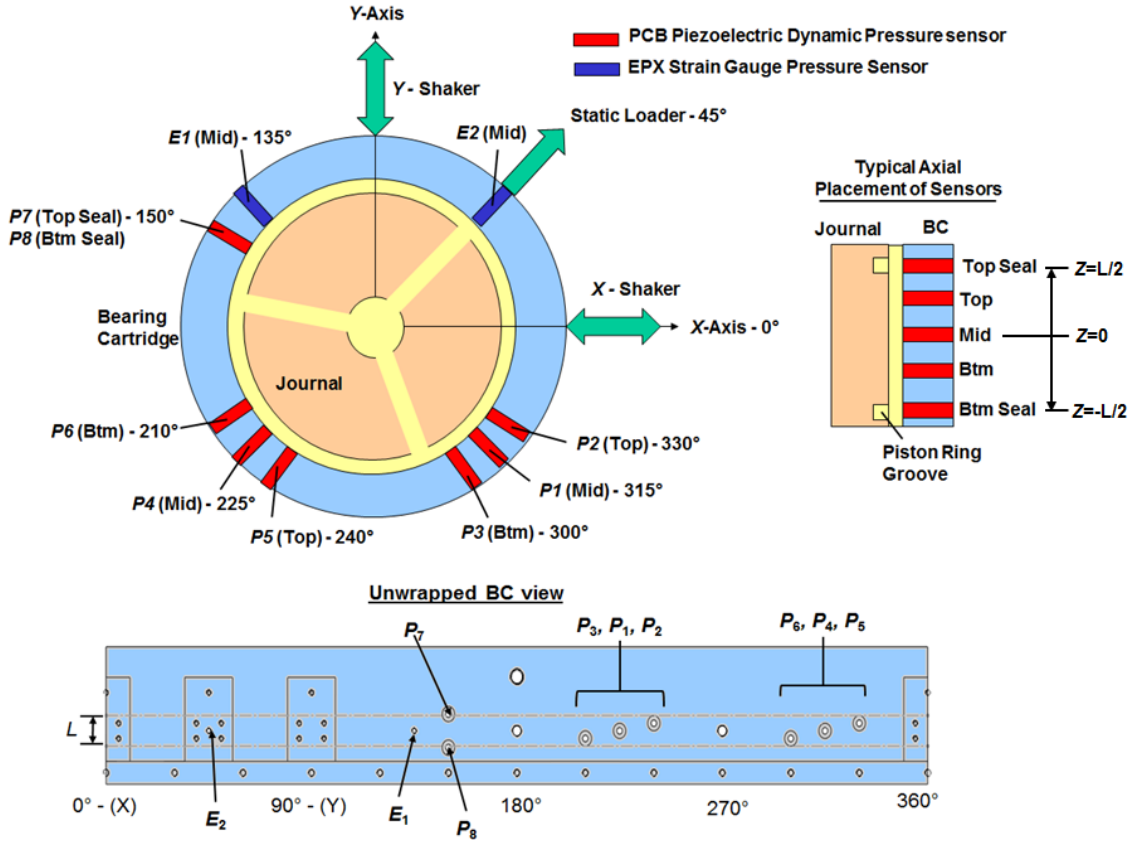 Y-Axis
PCB Piezoelectric Dynamic Pressure sensor
EPX Strain Gauge Pressure Sensor
Y - Shaker
Static Loader - 45°
E1 (Mid) - 135°
E2 (Mid)
Typical Axial
Placement of Sensors
P7 (Top Seal) - 150°
P8 (Btm Seal)
Journal
BC
Top Seal
Z=L/2
Top
X - Shaker
Mid
Z=0
Bearing
Cartridge
X-Axis - 0°
Btm
Journal
Btm Seal
Z=-L/2
P6 (Btm) - 210°
P2 (Top) - 330°
Piston Ring
Groove
P4 (Mid) - 225°
P1 (Mid) - 315°
P5 (Top) - 240°
P3 (Btm) - 300°
Unwrapped BC view
P7
P3, P1, P2
P6, P4, P5
L
0° - (X)
E2
90° - (Y)
E1
P8
180°
270°
360°